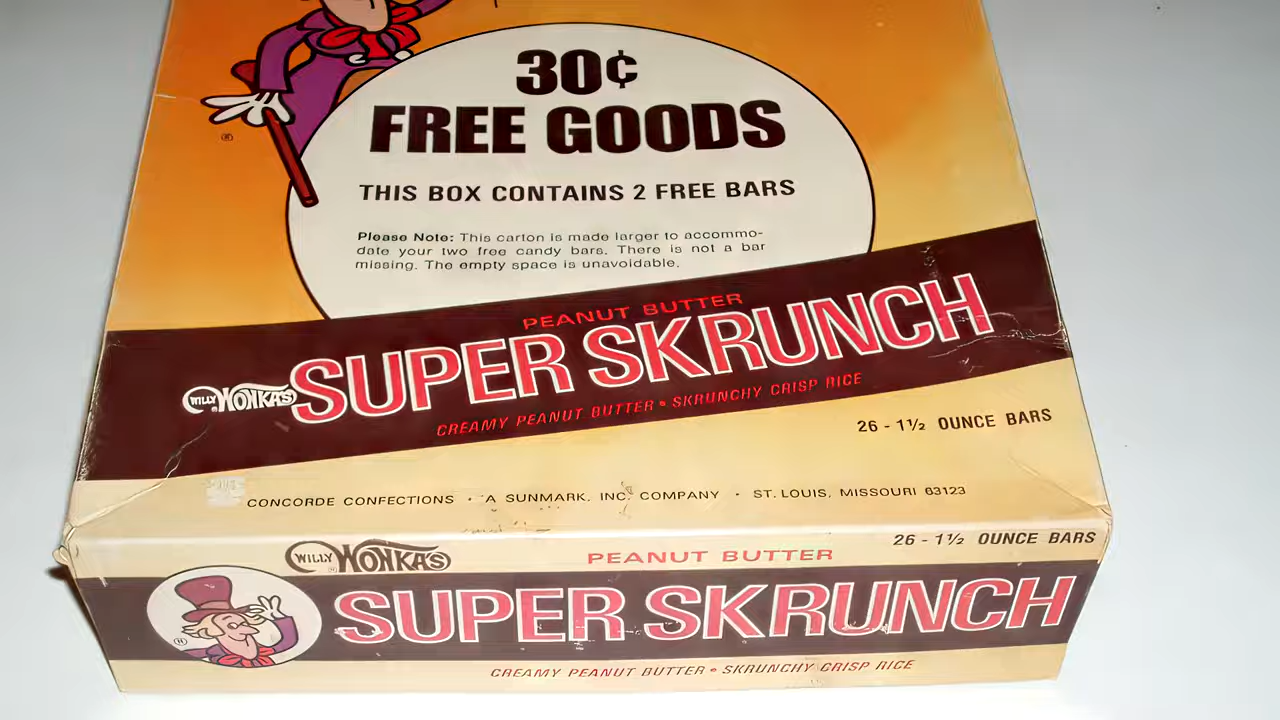 30¢
FREE GOODS
THIS BOX CONTAINS 2 FREE BARS
Please Note: This carton is made larger to accommo-
date your two free candy bars. There is not a bar
missing. The empty space is unavoidable.
®
PEANUT BUTTER
WILLY WONKA'S SUPER SKRUNCH
CREAMY PEANUT BUTTER • SKRUNCHY CRISP RICE
26 - 1½ OUNCE BARS
CONCORDE CONFECTIONS • A SUNMARK, INC. COMPANY • ST. LOUIS, MISSOURI 63123
WILLY WONKA'S PEANUT BUTTER 26 - 1½ OUNCE BARS
® SUPER SKRUNCH
CREAMY PEANUT BUTTER • SKRUNCHY CRISP RICE